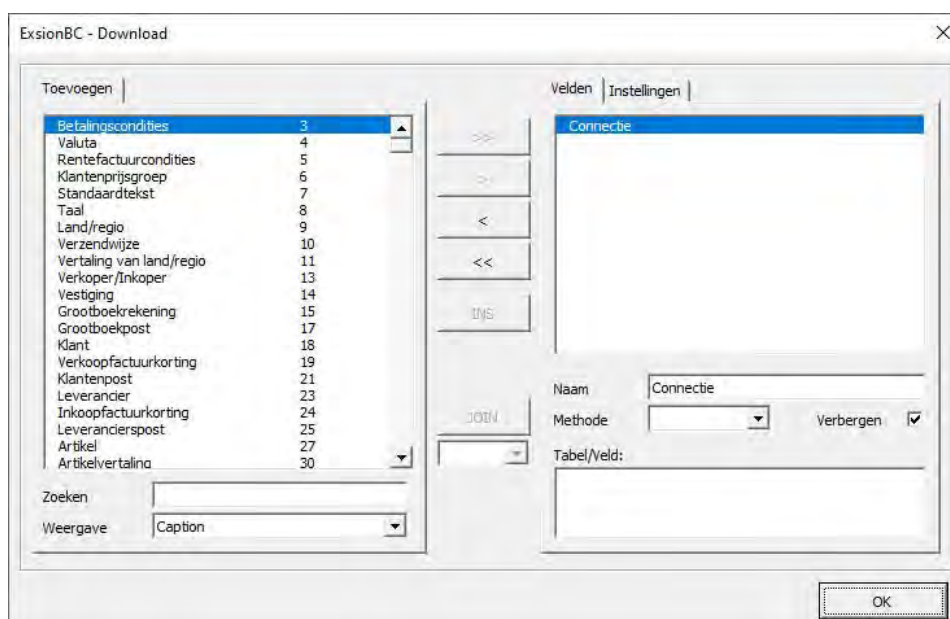 ExsionBC - Download
Toevoegen
Betalingscondities 3
Valuta 4
Rentefactuurcondities 5
Klantenprijsgroep 6
Standaardtekst 7
Taal 8
Land/regio 9
Verzendwijze 10
Vertaling van land/regio 11
Verkoper/Inkoper 13
Vestiging 14
Grootboekrekening 15
Grootboekpost 17
Klant 18
Verkoopfactuurkorting 19
Klantenpost 21
Leverancier 23
Inkoopfactuurkorting 24
Leverancierspost 25
Artikel 27
Artikelvertaling 30
Zoeken
Weergave Caption
>>
>
<
<<
INS
JOIN
Velden Instellingen
Connectie
Naam Connectie
Methode Verbergen
Tabel/Veld:
OK